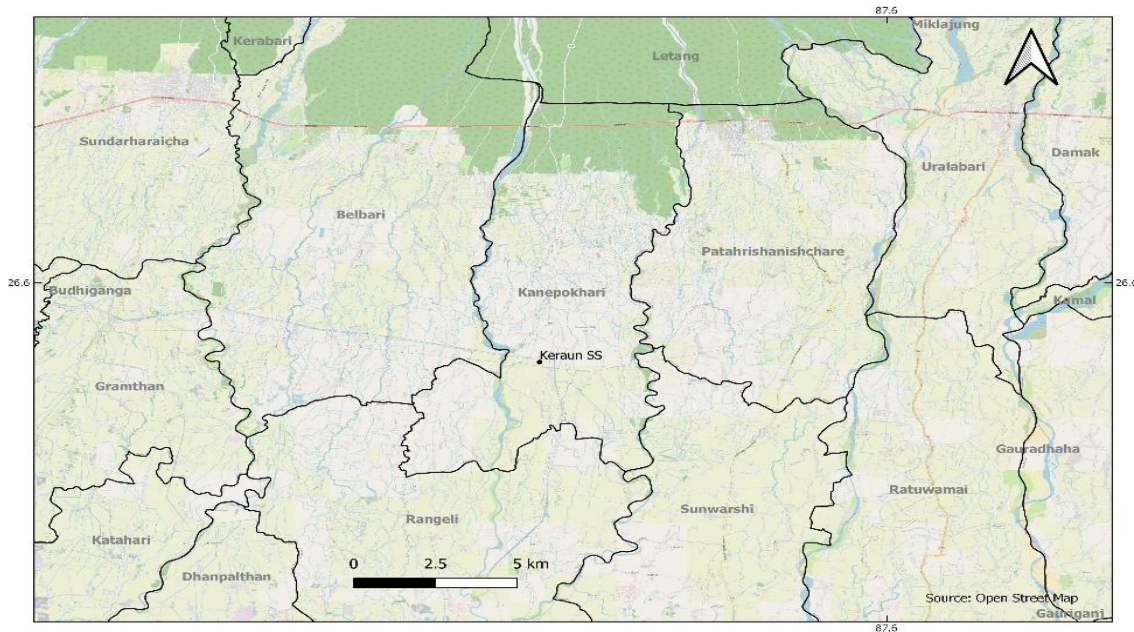 87.6
Kerabari
Miklajung
Letang
Sundarharaicha
Uralabari
Damak
Belbari
Patahrishanishchare
26.6
26.6
Budhiganga
Kanepokhari
Kamal
Keraun SS
Gramthan
Gauradhaha
Ratuwamai
Sunwarshi
Rangeli
Katahari
Dhanpalthan
0 2.5 5 km
Source: Open Street Map
Gauriganj
87.6